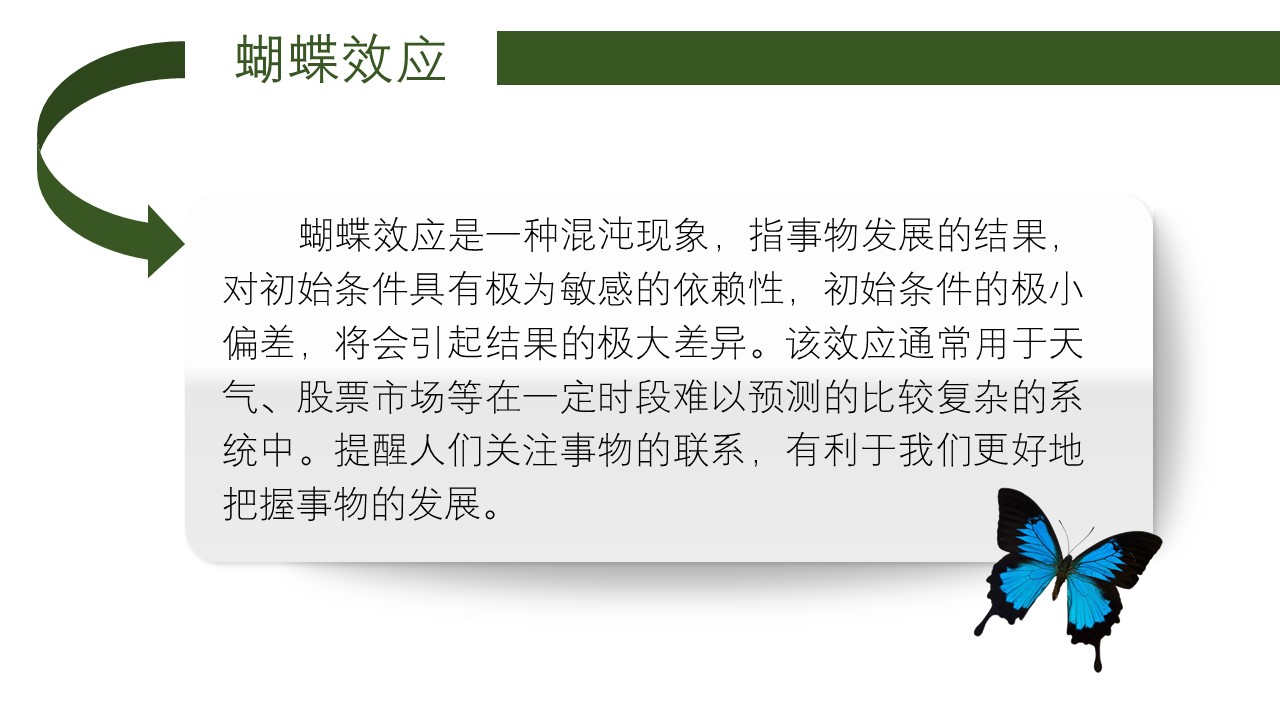 蝴蝶效应
蝴蝶效应是一种混沌现象，指事物发展的结果，
对初始条件具有极为敏感的依赖性，初始条件的极小
偏差，将会引起结果的极大差异。该效应通常用于天
气、股票市场等在一定时段难以预测的比较复杂的系
统中。提醒人们关注事物的联系，有利于我们更好地
把握事物的发展。